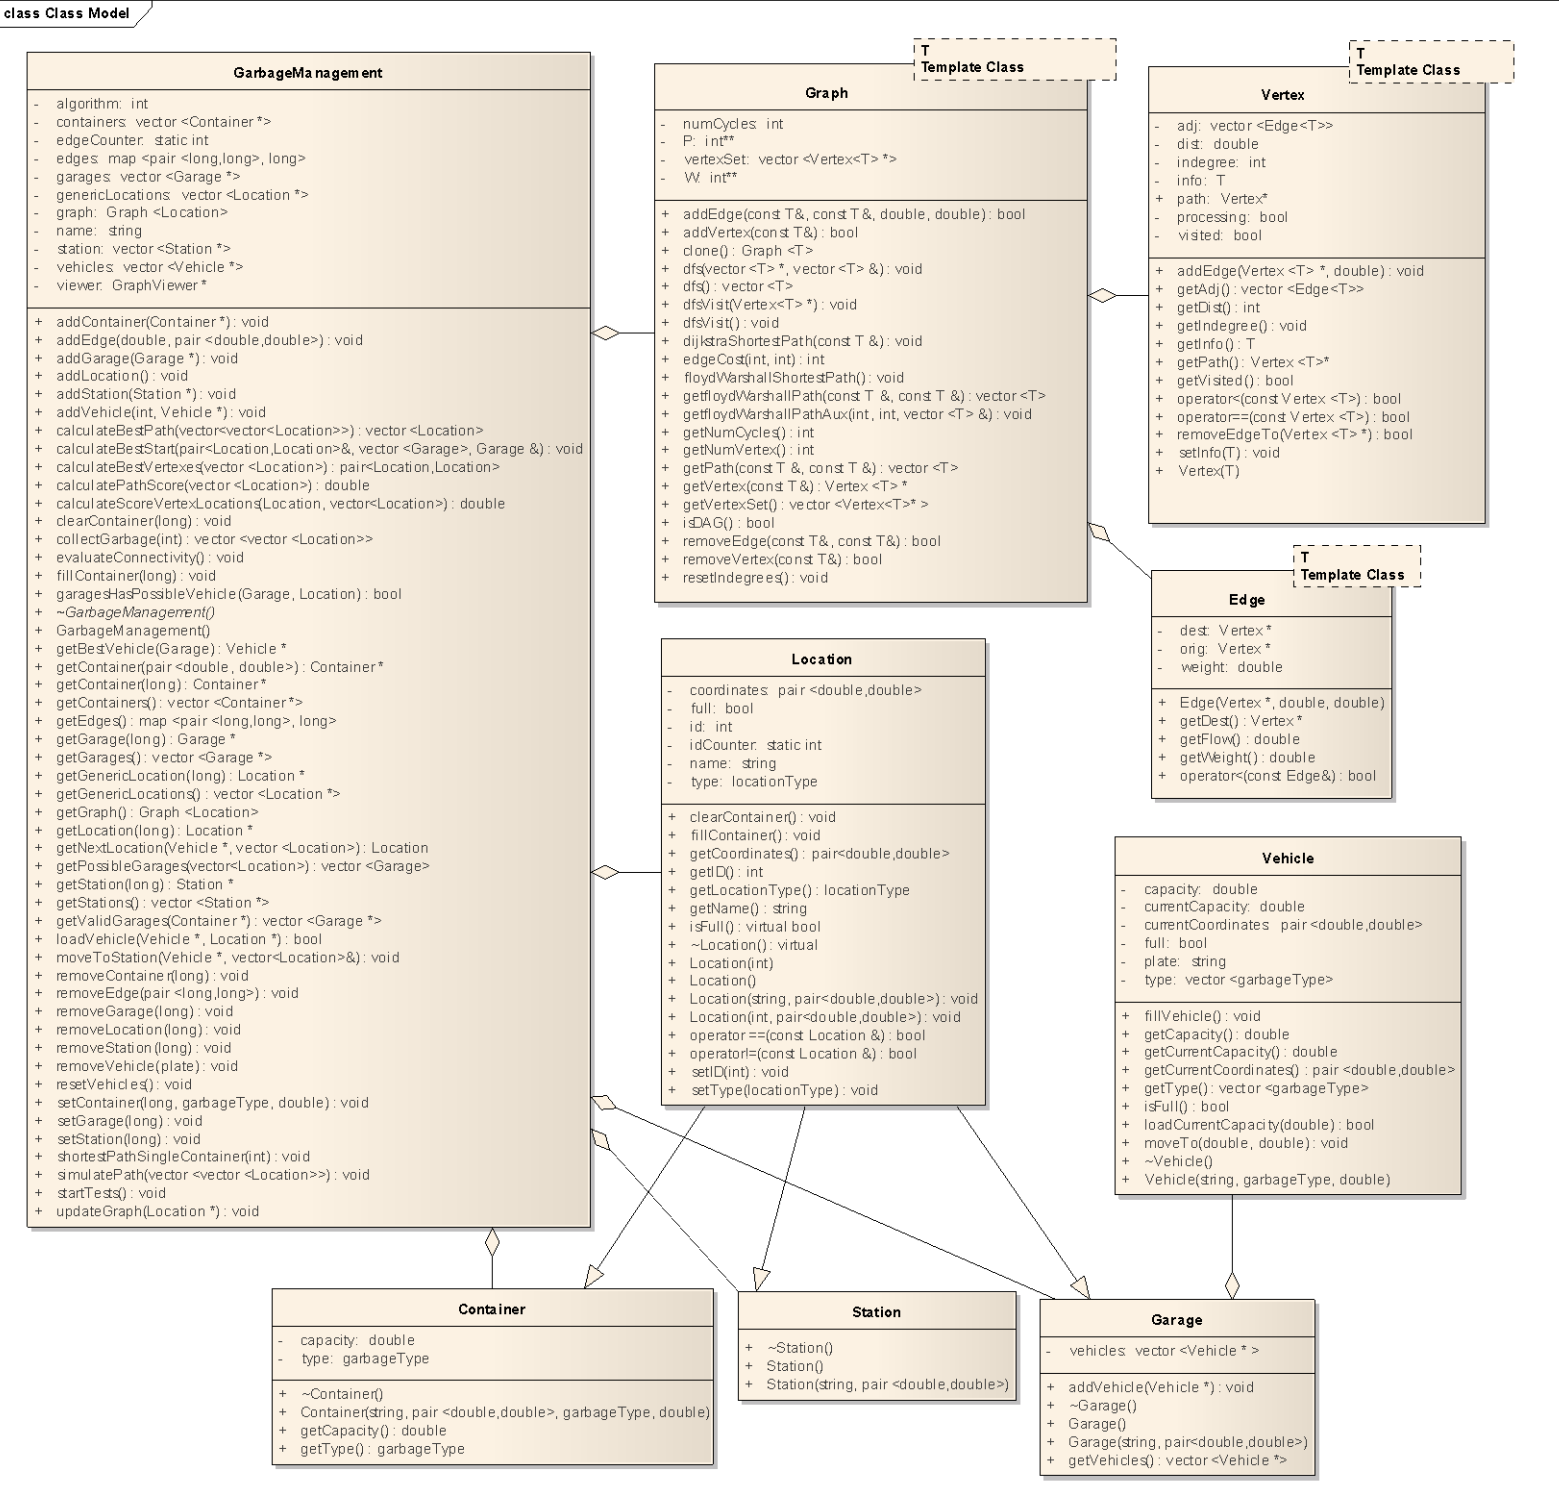 class Class Model
GarbageManagement
- algorithm: int
- containers: vector <Container *>
- edgeCounter: static int
- edges: map <pair <long,long>, long>
- garages: vector <Garage *>
- genericLocations: vector <Location *>
- graph: Graph <Location>
- name: string
- station: vector <Station *>
- vehicles: vector <Vehicle *>
- viewer: GraphViewer *
+ addContainer(Container *) : void
+ addEdge(double, pair <double,double>) : void
+ addGarage(Garage *) : void
+ addLocation() : void
+ addStation(Station *) : void
+ addVehicle(int, Vehicle *) : void
+ calculateBestPath(vector<vector<Location>>) : vector <Location>
+ calculateBestStart(pair<Location,Location>&, vector <Garage>, Garage &) : void
+ calculateBestVertexes(vector <Location>) : pair<Location,Location>
+ calculatePathScore(vector <Location>) : double
+ calculateScoreVertexLocations(Location, vector<Location>) : double
+ clearContainer(long) : void
+ collectGarbage(int) : vector <vector <Location>>
+ evaluateConnectivity() : void
+ fillContainer(long) : void
+ garagesHasPossibleVehicle(Garage, Location) : bool
+ ~GarbageManagement()
+ GarbageManagement()
+ getBestVehicle(Garage) : Vehicle *
+ getContainer(pair <double, double>) : Container *
+ getContainer(long) : Container *
+ getContainers() : vector <Container *>
+ getEdges() : map <pair <long,long>, long>
+ getGarage(long) : Garage *
+ getGarages() : vector <Garage *>
+ getGenericLocation(long) : Location *
+ getGenericLocations() : vector <Location *>
+ getGraph() : Graph <Location>
+ getLocation(long) : Location *
+ getNextLocation(Vehicle *, vector <Location>) : Location
+ getPossibleGarages(vector<Location>) : vector <Garage>
+ getStation(long) : Station *
+ getStations() : vector <Station *>
+ getValidGarages(Container *) : vector <Garage *>
+ loadVehicle(Vehicle *, Location *) : bool
+ moveToStation(Vehicle *, vector<Location>&) : void
+ removeContainer(long) : void
+ removeEdge(pair <long,long>) : void
+ removeGarage(long) : void
+ removeLocation(long) : void
+ removeStation(long) : void
+ removeVehicle(plate) : void
+ resetVehicles() : void
+ setContainer(long, garbageType, double) : void
+ setGarage(long) : void
+ setStation(long) : void
+ shortestPathSingleContainer(int) : void
+ simulatePath(vector <vector <Location>>) : void
+ startTests() : void
+ updateGraph(Location *) : void
T
Template Class
Graph
- numCycles: int
- P: int**
- vertexSet: vector <Vertex<T> *>
- W: int**
+ addEdge(const T&, const T&, double, double) : bool
+ addVertex(const T&) : bool
+ clone() : Graph <T>
+ dfs(vector <T> *, vector <T> &) : void
+ dfs() : vector <T>
+ dfsVisit(Vertex<T> *) : void
+ dfsVisit() : void
+ dijkstraShortestPath(const T &) : void
+ edgeCost(int, int) : int
+ floydWarshallShortestPath() : void
+ getfloydWarshallPath(const T &, const T &) : vector <T>
+ getfloydWarshallPathAux(int, int, vector <T> &) : void
+ getNumCycles() : int
+ getNumVertex() : int
+ getPath(const T &, const T &) : vector <T>
+ getVertex(const T&) : Vertex <T> *
+ getVertexSet() : vector <Vertex<T>* >
+ isDAG() : bool
+ removeEdge(const T&, const T&) : bool
+ removeVertex(const T&) : bool
+ resetIndegrees() : void
T
Template Class
Vertex
- adj: vector <Edge<T>>
- dist: double
- indegree: int
- info: T
+ path: Vertex*
- processing: bool
- visited: bool
+ addEdge(Vertex <T> *, double) : void
+ getAdj() : vector <Edge<T>>
+ getDist() : int
+ getIndegree() : void
+ getInfo() : T
+ getPath() : Vertex <T>*
+ getVisited() : bool
+ operator<(const Vertex <T>) : bool
+ operator==(const Vertex <T>) : bool
+ removeEdgeTo(Vertex <T> *) : bool
+ setInfo(T) : void
+ Vertex(T)
T
Template Class
Edge
- dest: Vertex *
- orig: Vertex *
- weight: double
+ Edge(Vertex *, double, double)
+ getDest() : Vertex *
+ getFlow() : double
+ getWeight() : double
+ operator<(const Edge&) : bool
Location
- coordinates: pair <double,double>
- full: bool
- id: int
- idCounter: static int
- name: string
- type: locationType
+ clearContainer() : void
+ fillContainer() : void
+ getCoordinates() : pair<double,double>
+ getID() : int
+ getLocationType() : locationType
+ getName() : string
+ isFull() : virtual bool
+ ~Location() : virtual
+ Location(int)
+ Location()
+ Location(string, pair<double,double>) : void
+ Location(int, pair<double,double>) : void
+ operator ==(const Location &) : bool
+ operator!=(const Location &) : bool
+ setID(int) : void
+ setType(locationType) : void
Vehicle
- capacity: double
- currentCapacity: double
- currentCoordinates: pair <double,double>
- full: bool
- plate: string
- type: vector <garbageType>
+ fillVehicle() : void
+ getCapacity() : double
+ getCurrentCapacity() : double
+ getCurrentCoordinates() : pair <double,double>
+ getType() : vector <garbageType>
+ isFull() : bool
+ loadCurrentCapacity(double) : bool
+ moveTo(double, double) : void
+ ~Vehicle()
+ Vehicle(string, garbageType, double)
Container
- capacity: double
- type: garbageType
+ ~Container()
+ Container(string, pair <double,double>, garbageType, double)
+ getCapacity() : double
+ getType() : garbageType
Station
+ ~Station()
+ Station()
+ Station(string, pair <double,double>)
Garage
- vehicles: vector <Vehicle * >
+ addVehicle(Vehicle *) : void
+ ~Garage()
+ Garage()
+ Garage(string, pair<double,double>)
+ getVehicles() : vector <Vehicle *>